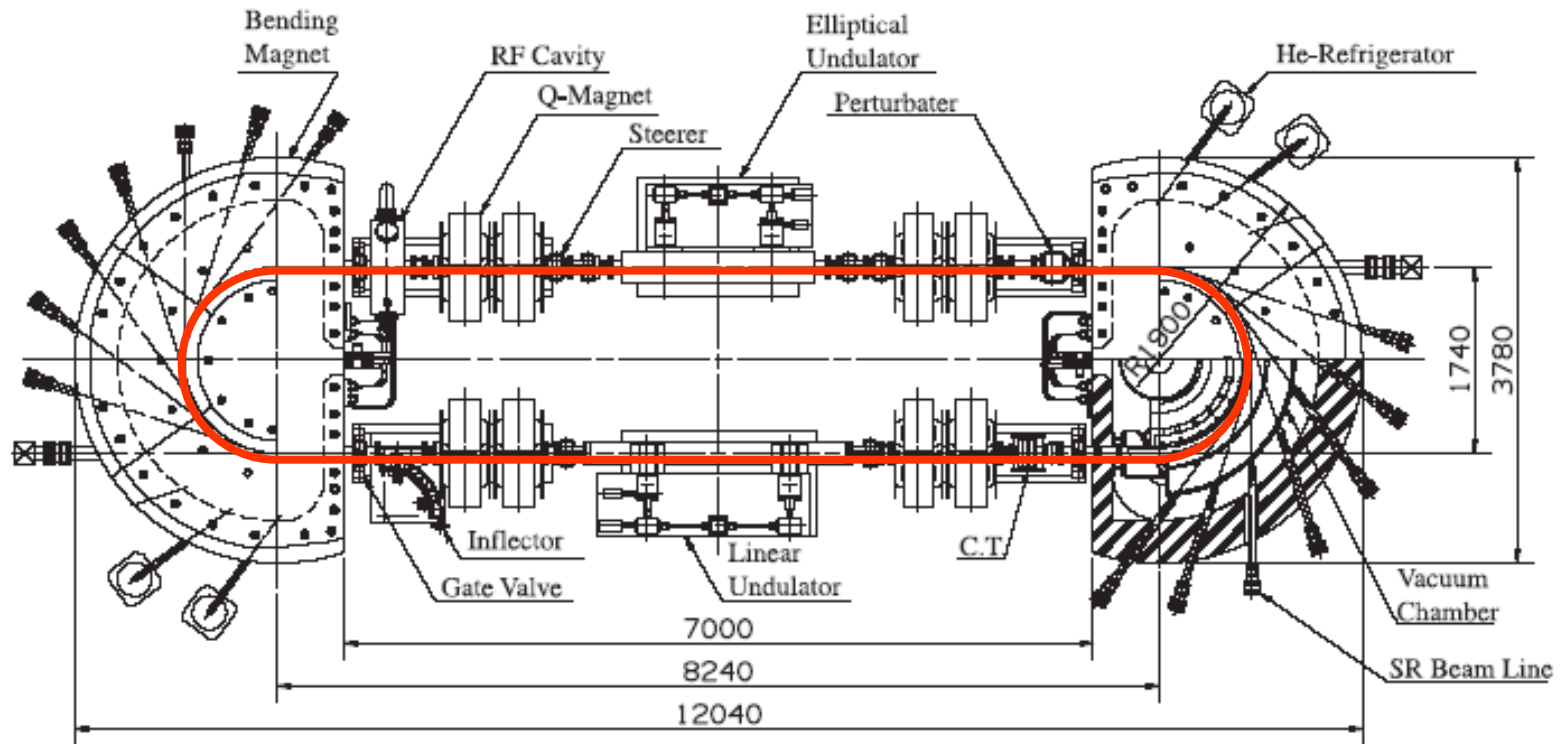 Bending
Magnet
RF Cavity
Q-Magnet
Steerer
Elliptical
Undulator
Perturbater
He-Refrigerator
R1900
1740
3780
Inflector
Gate Valve
Linear
Undulator
C.T.
Vacuum
Chamber
SR Beam Line
7000
8240
12040